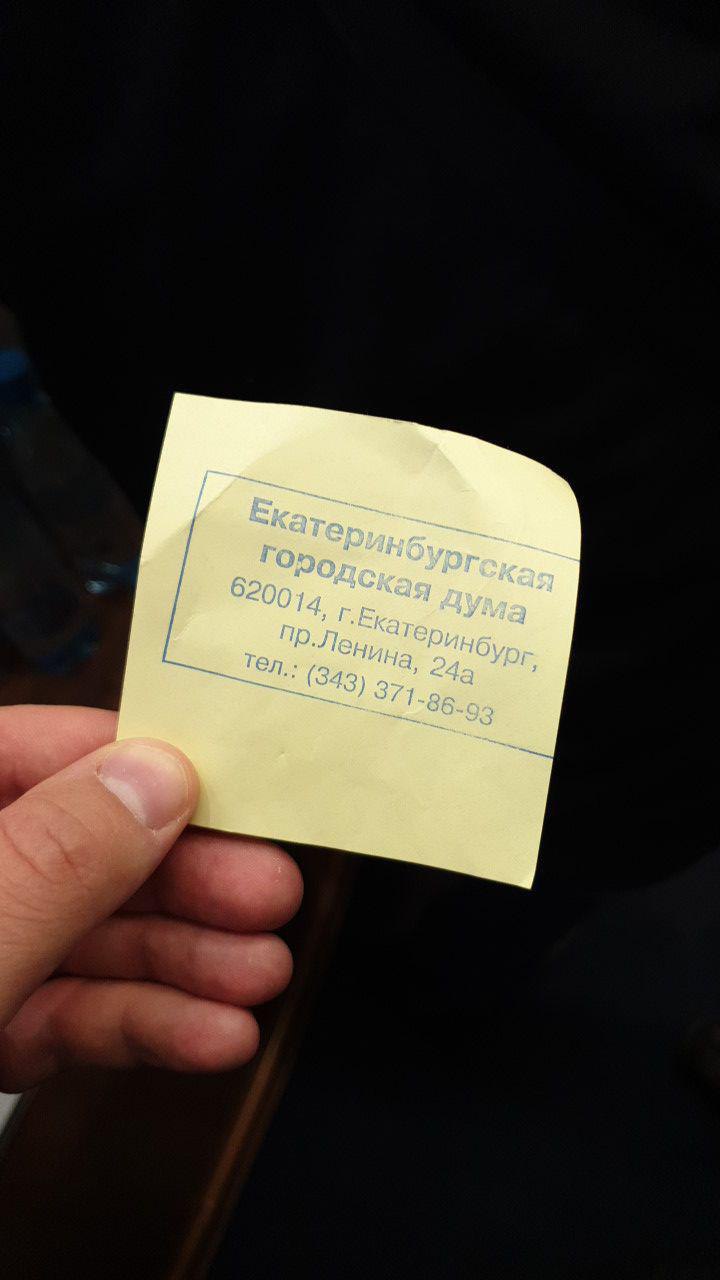 Екатеринбургская
городская дума
620014, г.Екатеринбург,
пр.Ленина, 24а
тел.: (343) 371-86-93